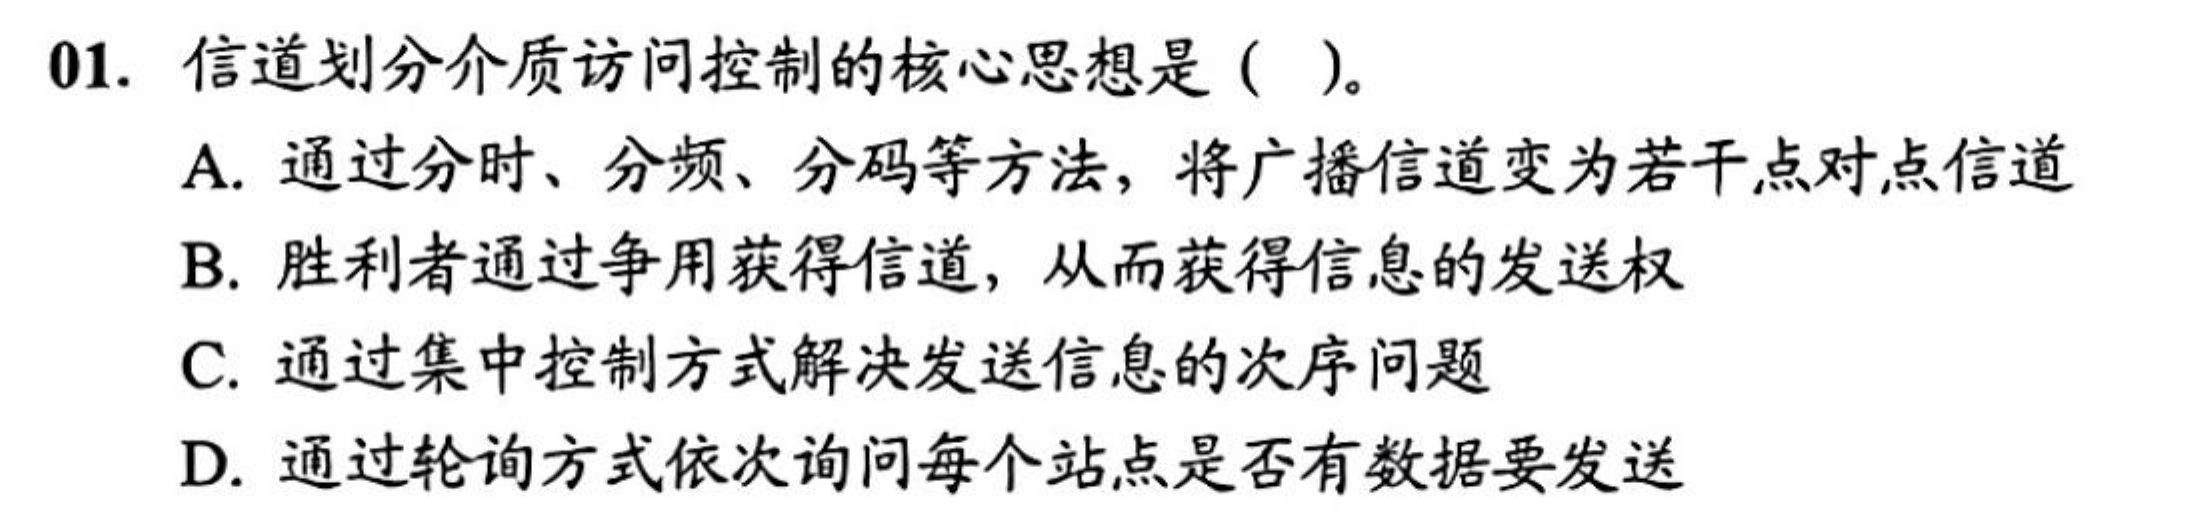 01. 信道划分介质访问控制的核心思想是（ ）。
A. 通过分时、分频、分码等方法，将广播信道变为若干点对点信道
B. 胜利者通过争用获得信道，从而获得信息的发送权
C. 通过集中控制方式解决发送信息的次序问题
D. 通过轮询方式依次询问每个站点是否有数据要发送